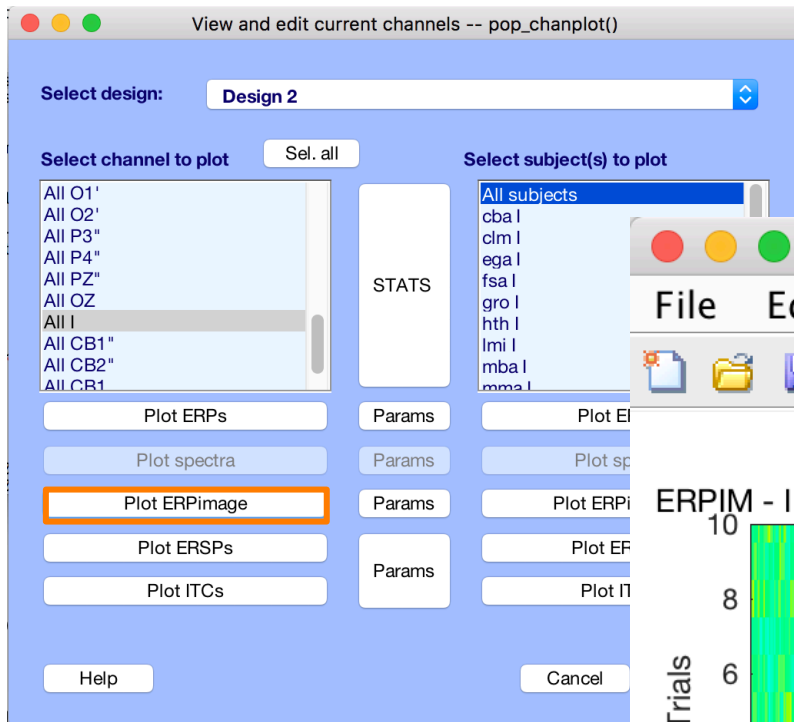 View and edit current channels -- pop_chanplot()
Select design:
Design 2
Select channel to plot
Sel. all
Select subject(s) to plot
All O1'
All O2'
All P3"
All P4"
All PZ"
All OZ
All I
All CB1"
All CB2"
All CB1
STATS
All subjects
cba I
clm I
ega I
fsa I
gro I
hth I
lmi I
mba I
mma I
Plot ERPs
Params
Plot spectra
Params
Plot ERPimage
Params
Plot ERSPs
Params
Plot ITCs
Help
Cancel
File
ERPIM - I
10
8
6
Trials